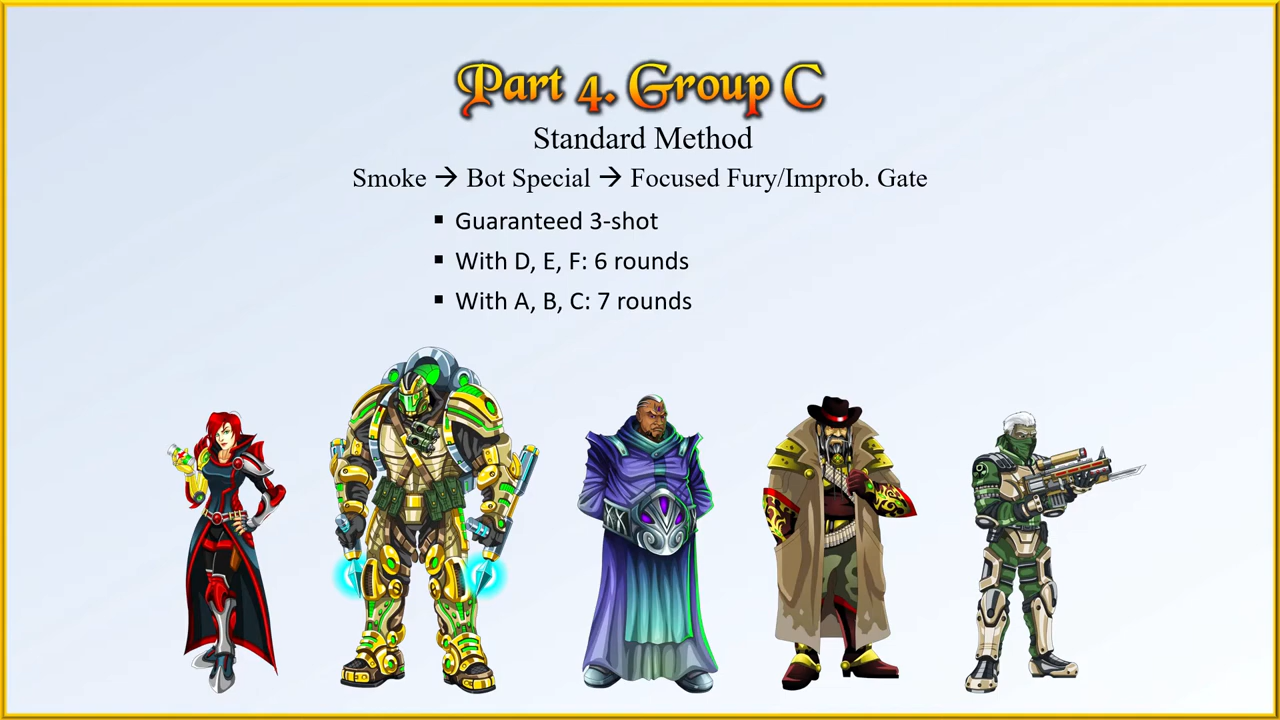 Part 4. Group C
Standard Method
Smoke → Bot Special → Focused Fury/Improb. Gate
▪ Guaranteed 3-shot
▪ With D, E, F: 6 rounds
▪ With A, B, C: 7 rounds